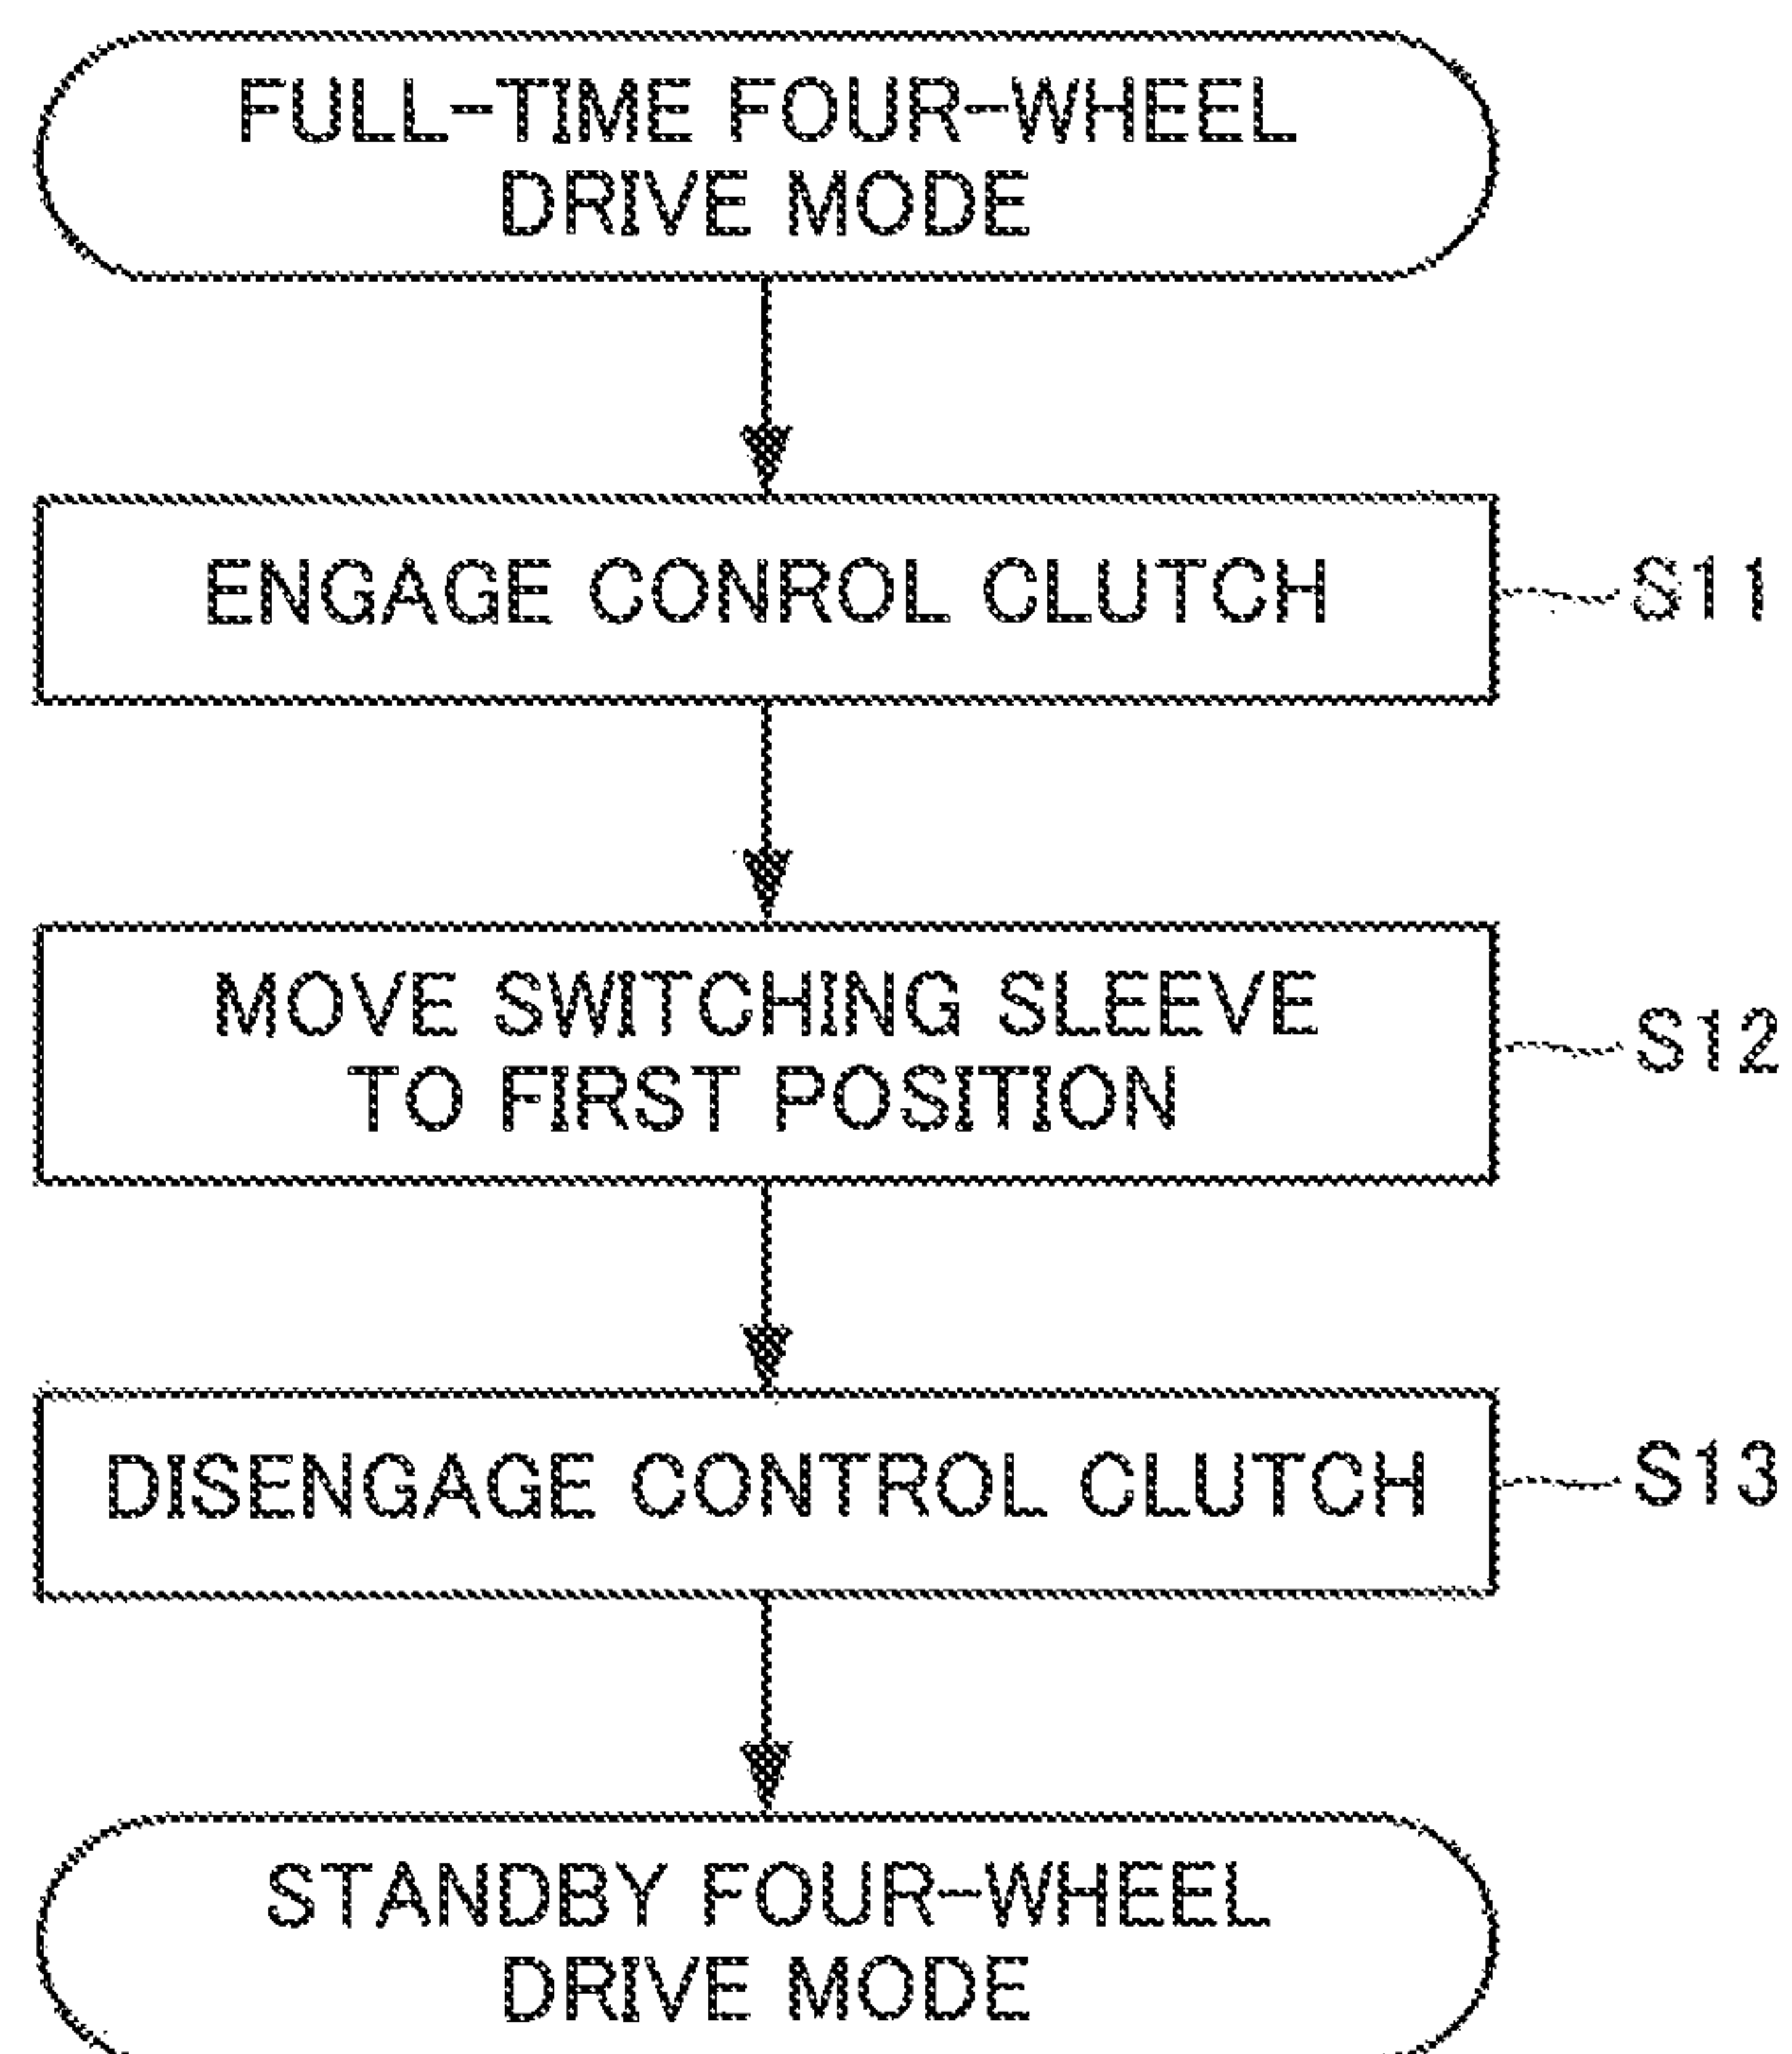 FULL-TIME FOUR-WHEEL
DRIVE MODE
ENGAGE CONROL CLUTCH
S11
MOVE SWITCHING SLEEVE
TO FIRST POSITION
S12
DISENGAGE CONTROL CLUTCH
S13
STANDBY FOUR-WHEEL
DRIVE MODE